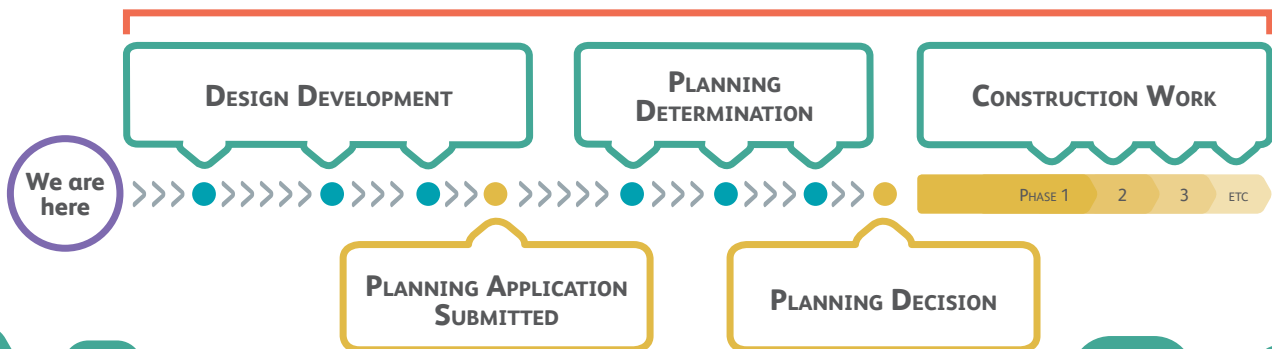 DESIGN DEVELOPMENT
PLANNING
DETERMINATION
CONSTRUCTION WORK
We are
here
PHASE 1
2
3
ETC
PLANNING APPLICATION
SUBMITTED
PLANNING DECISION